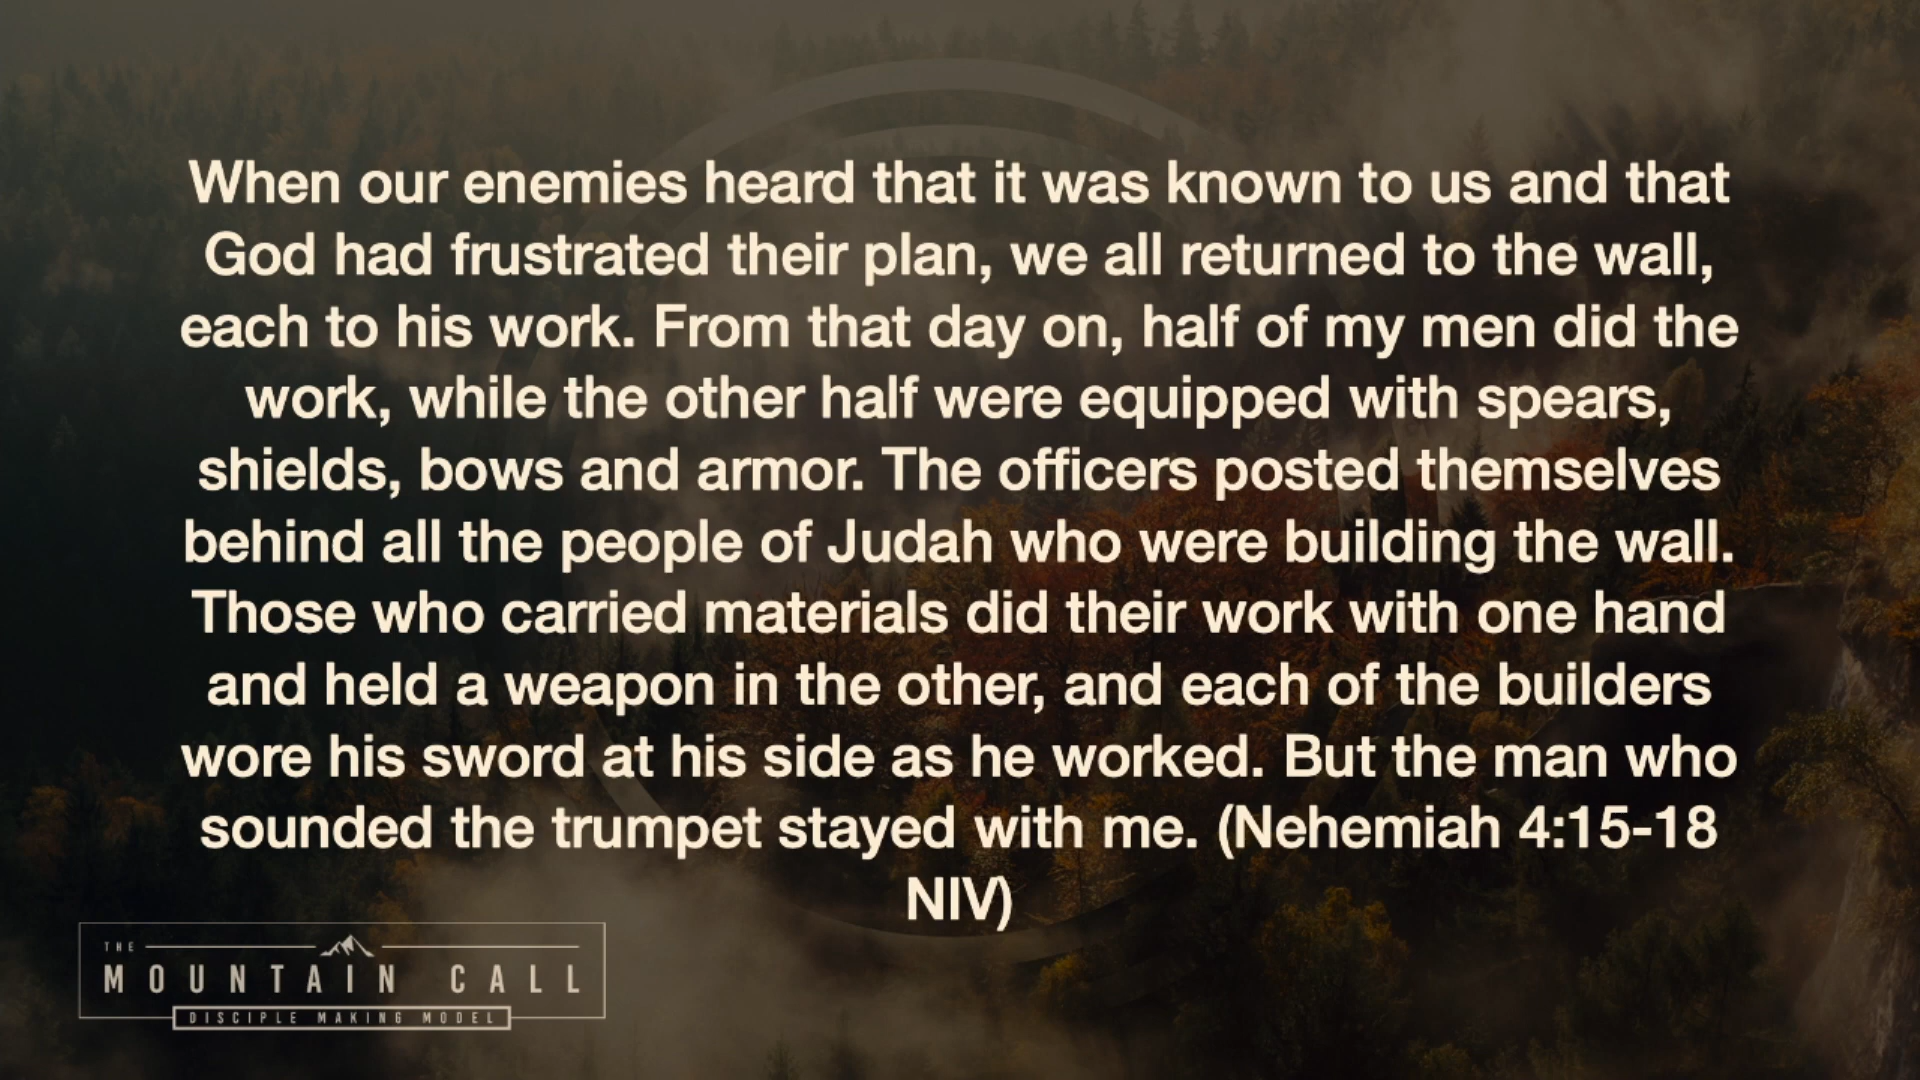 When our enemies heard that it was known to us and that
God had frustrated their plan, we all returned to the wall,
each to his work. From that day on, half of my men did the
work, while the other half were equipped with spears,
shields, bows and armor. The officers posted themselves
behind all the people of Judah who were building the wall.
Those who carried materials did their work with one hand
and held a weapon in the other, and each of the builders
wore his sword at his side as he worked. But the man who
sounded the trumpet stayed with me. (Nehemiah 4:15-18
NIV)
THE
MOUNTAIN CALL
DISCIPLE MAKING MODEL